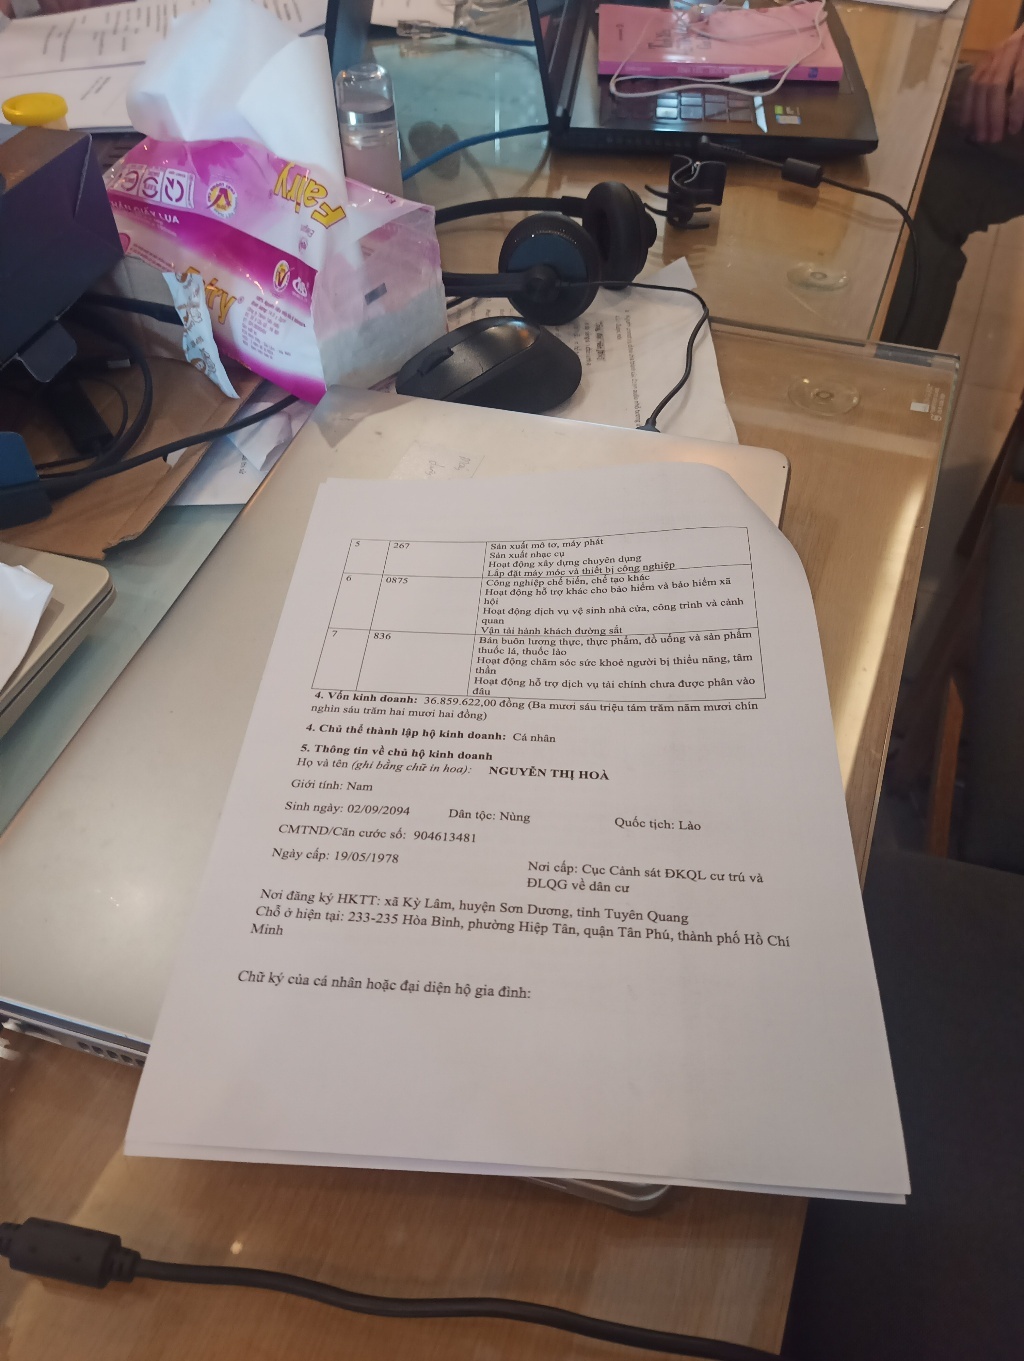 Fairy
KHĂN GIẤY LỤA
5 267 Sản xuất mô tơ, máy phát
Sản xuất nhạc cụ
Hoạt động xây dựng chuyên dụng
Lắp đặt máy móc và thiết bị công nghiệp
6 0875 Công nghiệp chế biến, chế tạo khác
Hoạt động hỗ trợ khác cho bảo hiểm và bảo hiểm xã
hội
Hoạt động dịch vụ vệ sinh nhà cửa, công trình và cảnh
quan
Vận tải hành khách đường sắt
7 836 Bán buôn lương thực, thực phẩm, đồ uống và sản phẩm
thuốc lá, thuốc lào
Hoạt động chăm sóc sức khoẻ người bị thiểu năng, tâm
thần
Hoạt động hỗ trợ dịch vụ tài chính chưa được phân vào
đâu
4. Vốn kinh doanh: 36.859.622,00 đồng (Ba mươi sáu triệu tám trăm năm mươi chín
nghìn sáu trăm hai mươi hai đồng)
4. Chủ thể thành lập hộ kinh doanh: Cá nhân
5. Thông tin về chủ hộ kinh doanh
Họ và tên (ghi bằng chữ in hoa): NGUYỄN THỊ HOÀ
Giới tính: Nam
Sinh ngày: 02/09/2094 Dân tộc: Nùng Quốc tịch: Lào
CMTND/Căn cước số: 904613481
Ngày cấp: 19/05/1978 Nơi cấp: Cục Cảnh sát ĐKQL cư trú và
ĐLQG về dân cư
Nơi đăng ký HKTT: xã Kỳ Lâm, huyện Sơn Dương, tỉnh Tuyên Quang
Chỗ ở hiện tại: 233-235 Hòa Bình, phường Hiệp Tân, quận Tân Phú, thành phố Hồ Chí
Minh
Chữ ký của cá nhân hoặc đại diện hộ gia đình: